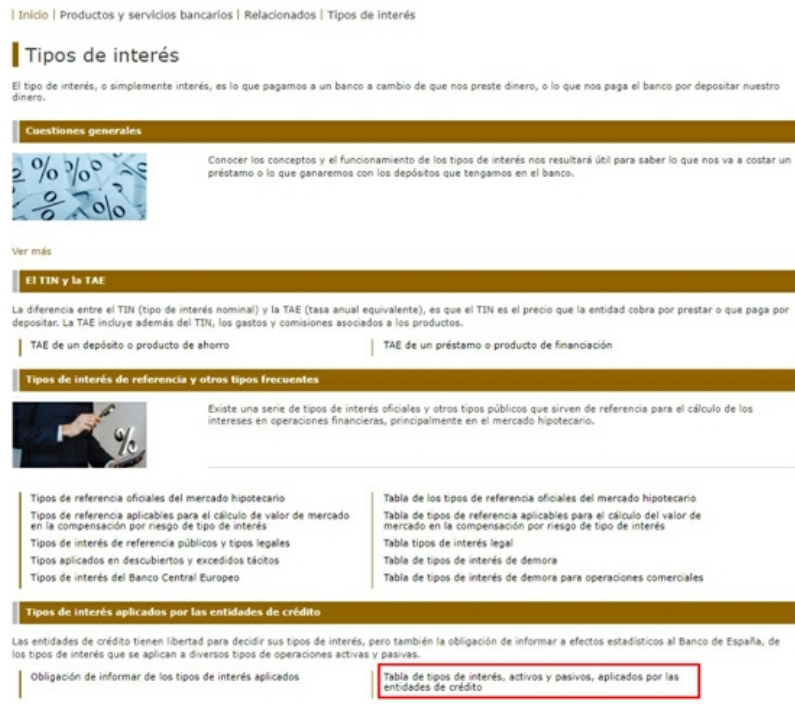 | Inicio | Productos y servicios bancarios | Relacionados | Tipos de interés
Tipos de interés
El tipo de interés, o simplemente interés, es lo que pagamos a un banco a cambio de que nos preste dinero, o lo que nos paga el banco por depositar nuestro
dinero.
Cuestiones generales
Conocer los conceptos y el funcionamiento de los tipos de interés nos resultará útil para saber lo que nos va a costar un
préstamo o lo que ganaremos con los depósitos que tengamos en el banco.
Ver más
El TIN y la TAE
La diferencia entre el TIN (tipo de interés nominal) y la TAE (tasa anual equivalente), es que el TIN es el precio que la entidad cobra por prestar o que paga por
depositar. La TAE incluye además del TIN, los gastos y comisiones asociados a los productos.
TAE de un depósito o producto de ahorro
TAE de un préstamo o producto de financiación
Tipos de interés de referencia y otros tipos frecuentes
Existe una serie de tipos de interés oficiales y otros tipos públicos que sirven de referencia para el cálculo de los
intereses en operaciones financieras, principalmente en el mercado hipotecario.
Tipos de referencia oficiales del mercado hipotecario
Tipos de referencia aplicables para el cálculo de valor de mercado
en la compensación por riesgo de tipo de interés
Tipos de interés de referencia públicos y tipos legales
Tipos aplicados en descubiertos y excedidos tácitos
Tipos de interés del Banco Central Europeo
Tabla de los tipos de referencia oficiales del mercado hipotecario
Tabla de tipos de referencia aplicables para el cálculo del valor de
mercado en la compensación por riesgo de tipo de interés
Tabla tipos de interés legal
Tabla de tipos de interés de demora
Tabla de tipos de interés de demora para operaciones comerciales
Tipos de interés aplicados por las entidades de crédito
Las entidades de crédito tienen libertad para decidir sus tipos de interés, pero también la obligación de informar a efectos estadísticos al Banco de España, de
los tipos de interés que se aplican a diversos tipos de operaciones activas y pasivas.
Obligación de informar de los tipos de interés aplicados
Tabla de tipos de interés, activos y pasivos, aplicados por las
entidades de crédito